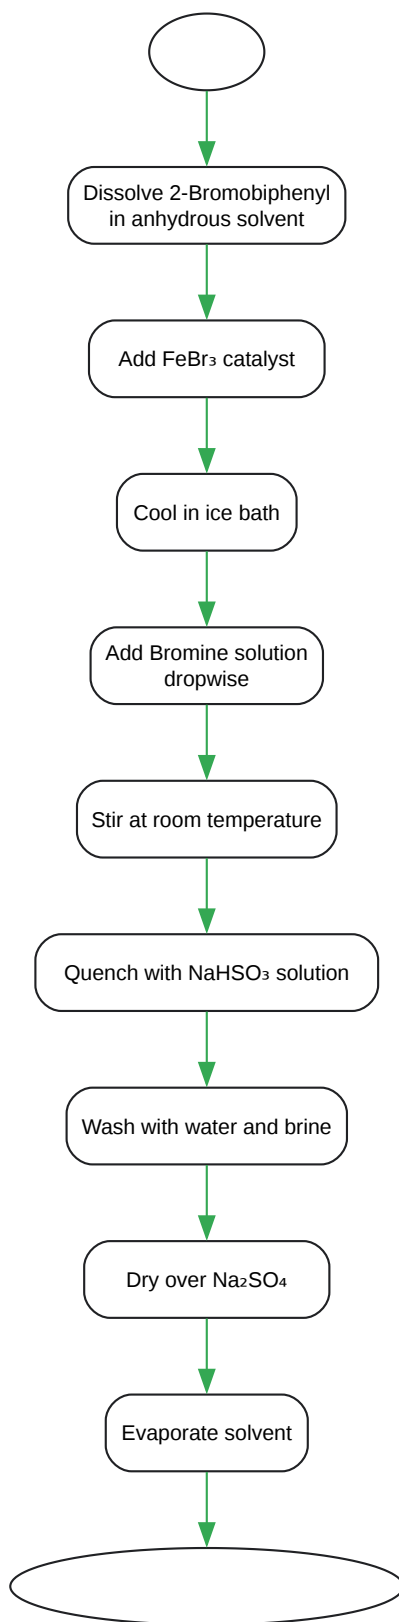 Dissolve 2-Bromobiphenyl
in anhydrous solvent
Add FeBr₃ catalyst
Cool in ice bath
Add Bromine solution
dropwise
Stir at room temperature
Quench with NaHSO₃ solution
Wash with water and brine
Dry over Na₂SO₄
Evaporate solvent